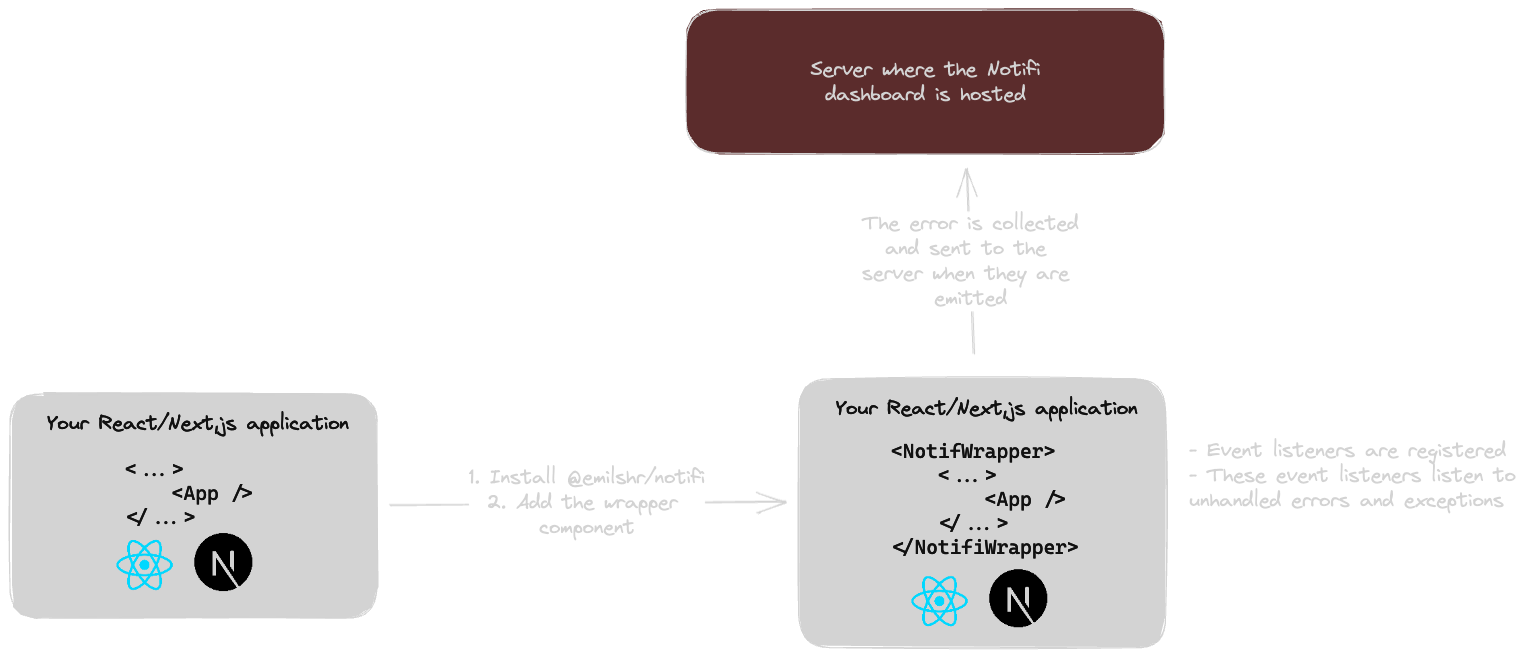 Server where the Notifi
dashboard is hosted
The error is collected
and sent to the
server when they are
emitted
Your React/Next.js application
< ... >
<App />
</ ... >
1. Install @emilshr/notifi
2. Add the wrapper
component
Your React/Next.js application
<NotifWrapper>
< ... >
<App />
</ ... >
</NotifiWrapper>
- Event listeners are registered
- These event listeners listen to
unhandled errors and exceptions